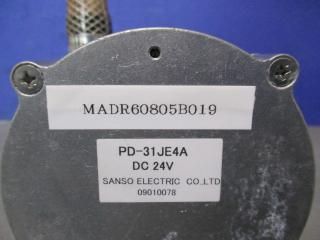 MADR60805B019
PD-31JE4A
DC 24V
SANSO ELECTRIC CO.,LTD
09010078